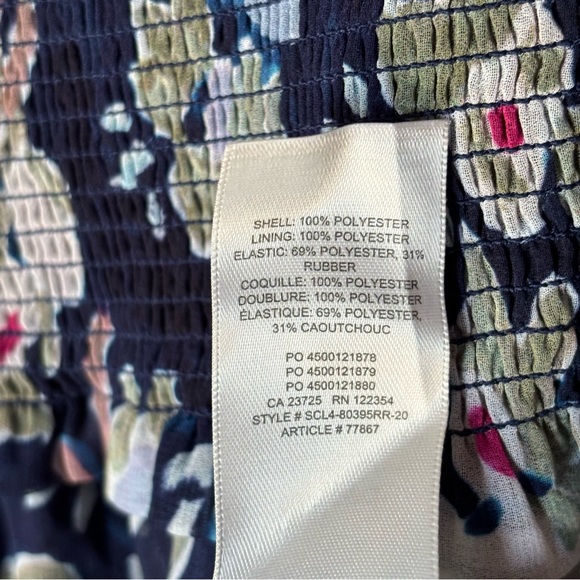 SHELL: 100% POLYESTER
LINING: 100% POLYESTER
ELASTIC: 69% POLYESTER, 31%
RUBBER
COQUILLE: 100% POLYESTER
DOUBLURE: 100% POLYESTER
ÉLASTIQUE: 69% POLYESTER,
31% CAOUTCHOUC
PO 4500121878
PO 4500121879
PO 4500121880
CA 23725 RN 122354
STYLE # SCL4-80395RR-20
ARTICLE # 77867